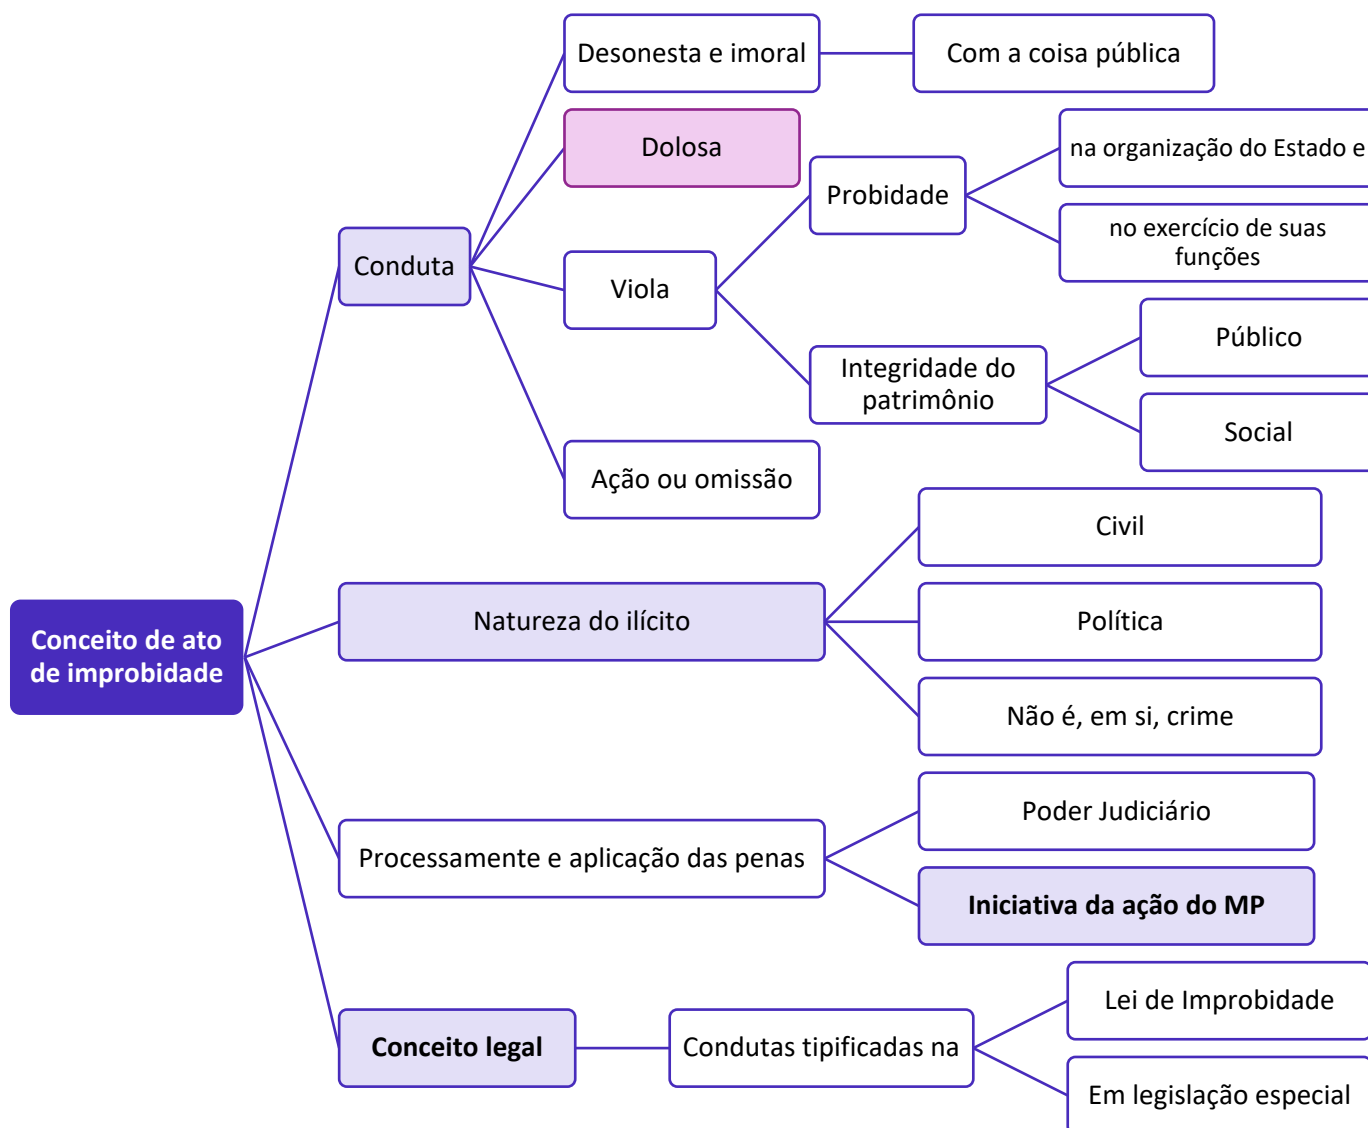 Desonesta e imoral
Com a coisa pública
Dolosa
na organização do Estado e
Probidade
no exercício de suas
funções
Conduta
Viola
Público
Integridade do
patrimônio
Social
Ação ou omissão
Civil
Natureza do ilícito
Política
Conceito de ato
de improbidade
Não é, em si, crime
Poder Judiciário
Processamente e aplicação das penas
Iniciativa da ação do MP
Lei de Improbidade
Conceito legal
Condutas tipificadas na
Em legislação especial